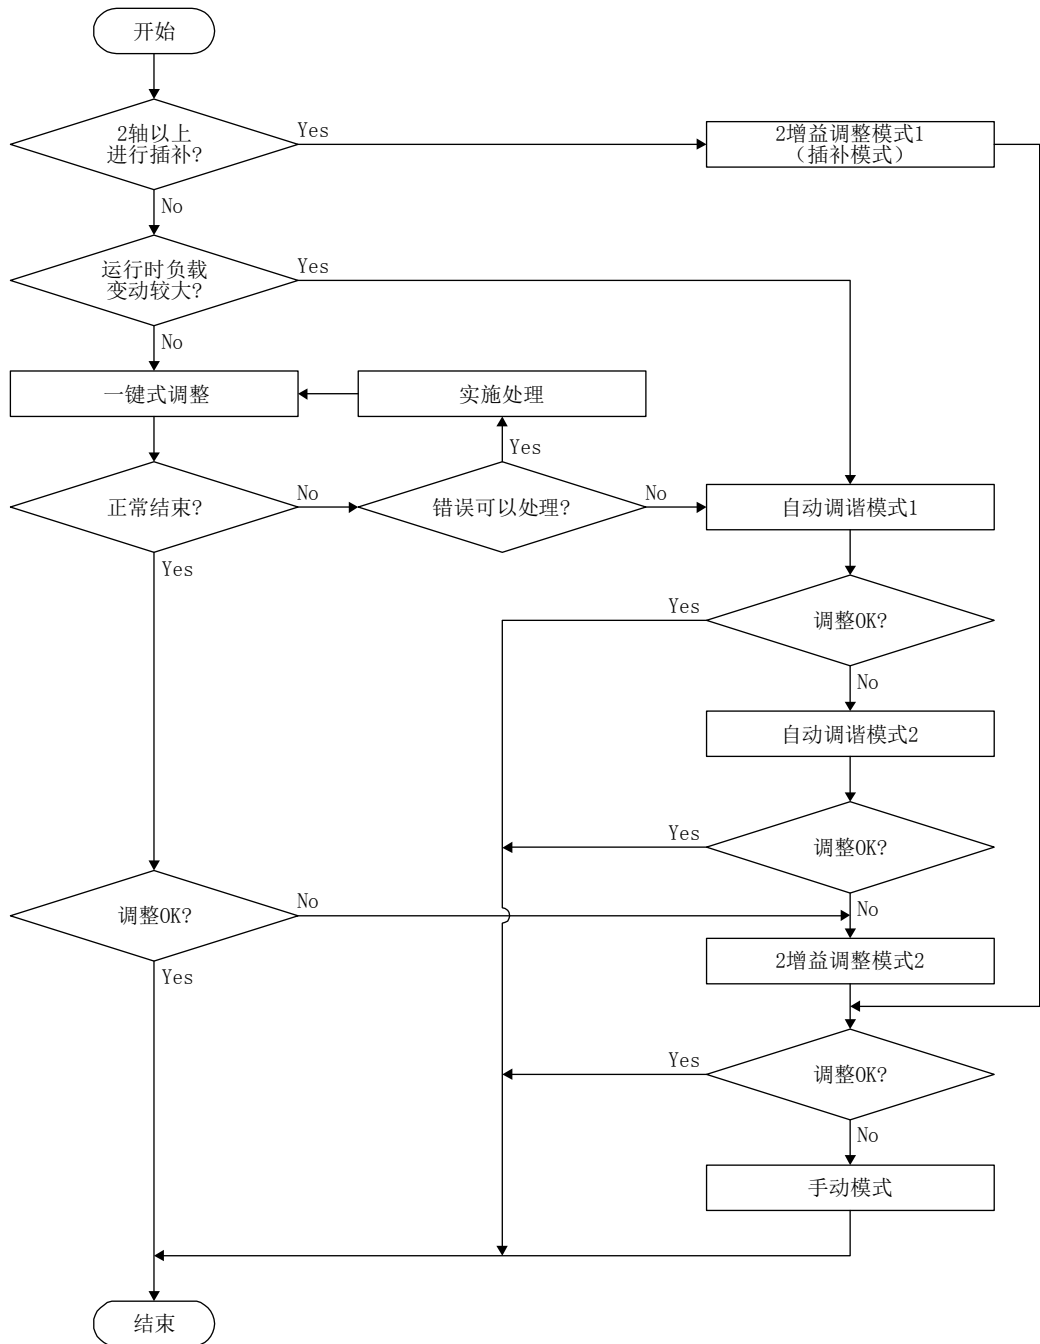 开始
2轴以上
进行插补?
Yes
2增益调整模式1
(插补模式)
No
运行时负载
变动较大?
Yes
No
一键式调整
实施处理
Yes
正常结束?
No
错误可以处理?
No
自动调谐模式1
Yes
Yes
调整OK?
No
自动调谐模式2
Yes
调整OK?
No
调整OK?
No
2增益调整模式2
Yes
Yes
调整OK?
No
手动模式
结束